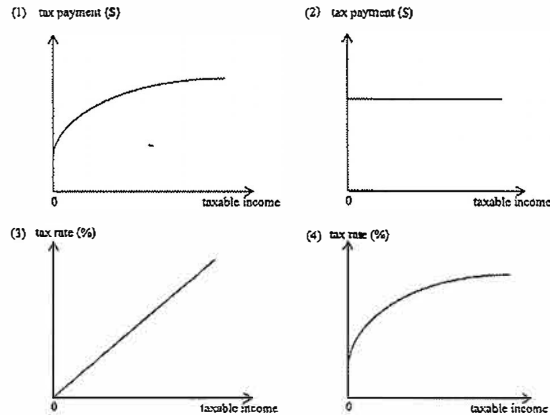 (1) tax payment ($)
(2) tax payment ($)
0
taxable income
0
taxable income
(3) tax rate (%)
(4) tax rate (%)
0
taxable income
0
taxable income